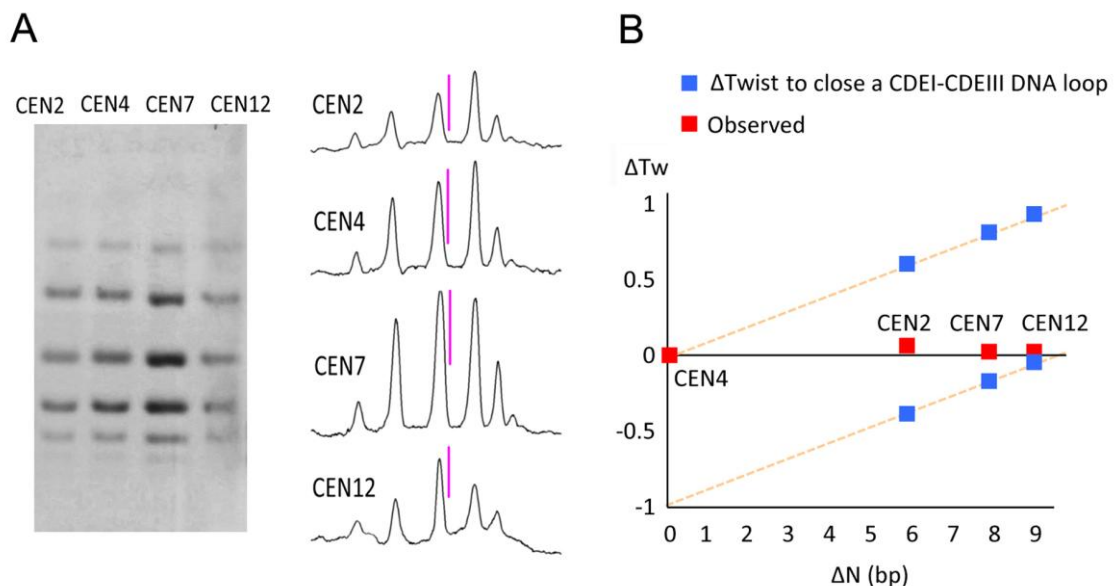 A
CEN2 CEN4 CEN7 CEN12
CEN2
CEN4
CEN7
CEN12
B
ΔTwist to close a CDEI-CDEIII DNA loop
Observed
ΔTw
1
0.5
0
-0.5
-1
CEN2 CEN7 CEN12
CEN4
0 1 2 3 4 5 6 7 8 9
ΔN (bp)